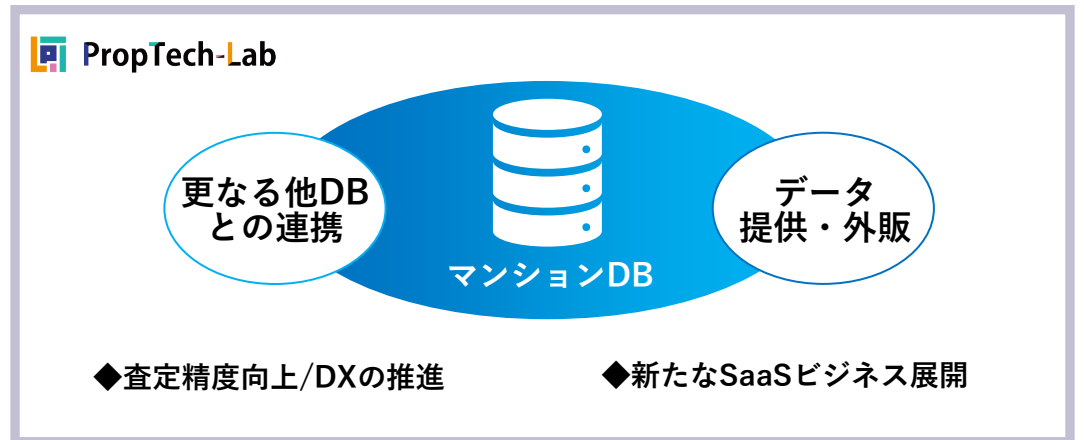 PropTech-Lab
更なる他DB
との連携
マンションDB
データ
提供・外販
◆査定精度向上/DXの推進
◆新たなSaaSビジネス展開